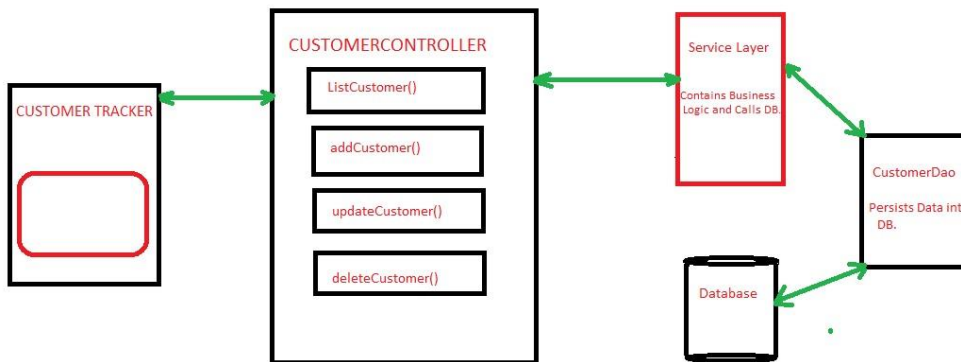 CUSTOMER TRACKER
CUSTOMERCONTROLLER
ListCustomer()
addCustomer()
updateCustomer()
deleteCustomer()
Service Layer
Contains Business
Logic and Calls DB.
CustomerDao
Persists Data int
DB.
Database